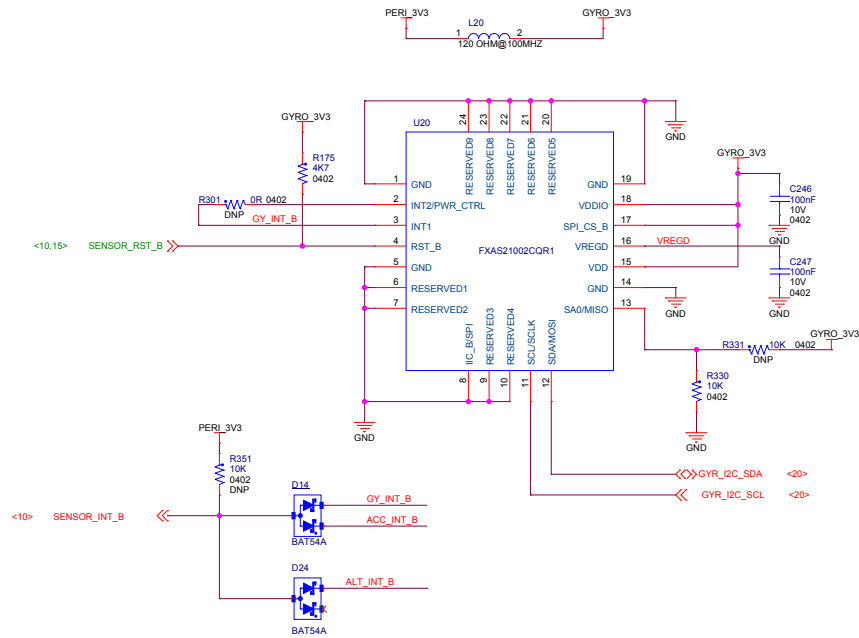 PERI_3V3
GYRO_3V3
L20
1
2
120 OHM@100MHZ
GYRO_3V3
R175
4K7
0402
U20
24
23
22
21
20
RESERVED9
RESERVED8
RESERVED7
RESERVED6
RESERVED5
GND
GYRO_3V3
1
GND
GND
19
R301
0R 0402
DNP
2
INT2/PWR_CTRL
VDDIO
18
C246
100nF
10V
0402
GND
GY_INT_B
3
INT1
SPI_CS_B
17
<10,15>
SENSOR_RST_B
4
RST_B
FXAS21002CQR1
VREGD
16
VREGD
5
GND
VDD
15
C247
100nF
10V
0402
GND
6
RESERVED1
GND
14
GND
7
RESERVED2
SA0/MISO
13
IIC_B/SPI
RESERVED3
RESERVED4
SCL/SCLK
SDA/MOSI
8
9
10
11
12
GYRO_3V3
R331
10K
0402
DNP
R330
10K
0402
GND
GND
PERI_3V3
R351
10K
0402
DNP
GYR_I2C_SDA
<20>
GYR_I2C_SCL
<20>
<10>
SENSOR_INT_B
D14
GY_INT_B
ACC_INT_B
BAT54A
D24
ALT_INT_B
BAT54A